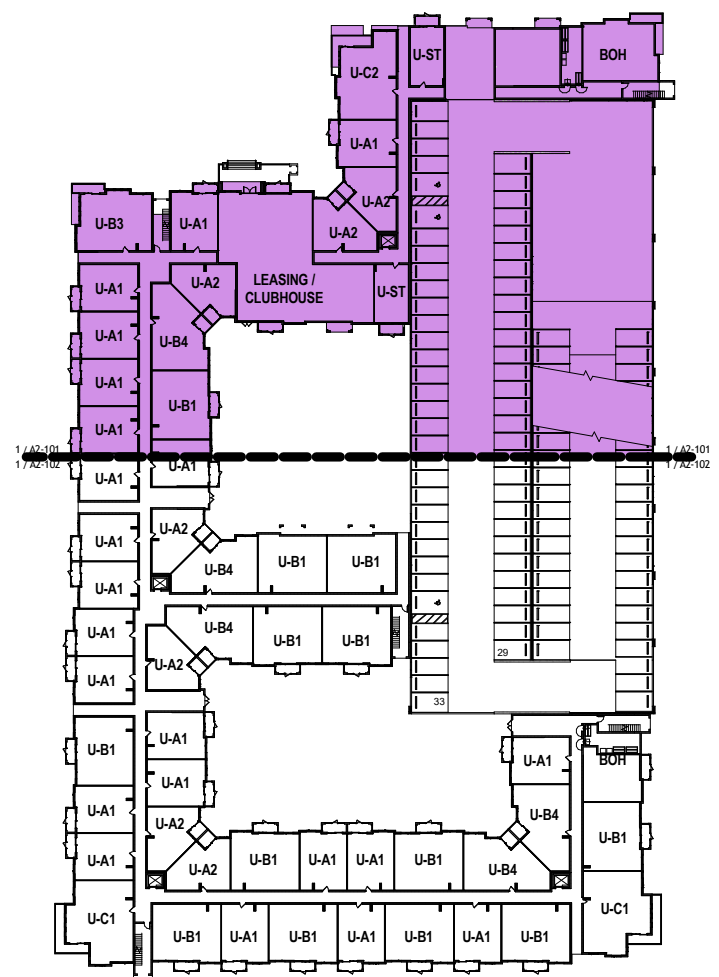 U-ST
BOH
U-C2
U-A1
U-A2
U-A2
U-B3
U-A1
LEASING /
CLUBHOUSE
U-ST
U-A1
U-A2
U-A1
U-B4
U-A1
U-B1
U-A1
1 / A2-101
1 / A2-101
1 / A2-102
1 / A2-102
U-A1
U-A1
U-A1
U-A2
U-B4
U-B1
U-B1
U-A1
U-A1
U-B4
U-B1
U-B1
U-A2
U-A1
29
33
U-B1
U-A1
U-A1
U-A1
BOH
U-A1
U-A2
U-B4
U-B1
U-A1
U-A2
U-B1
U-A1
U-A1
U-B1
U-B4
U-C1
U-C1
U-B1
U-A1
U-B1
U-A1
U-B1
U-A1
U-B1